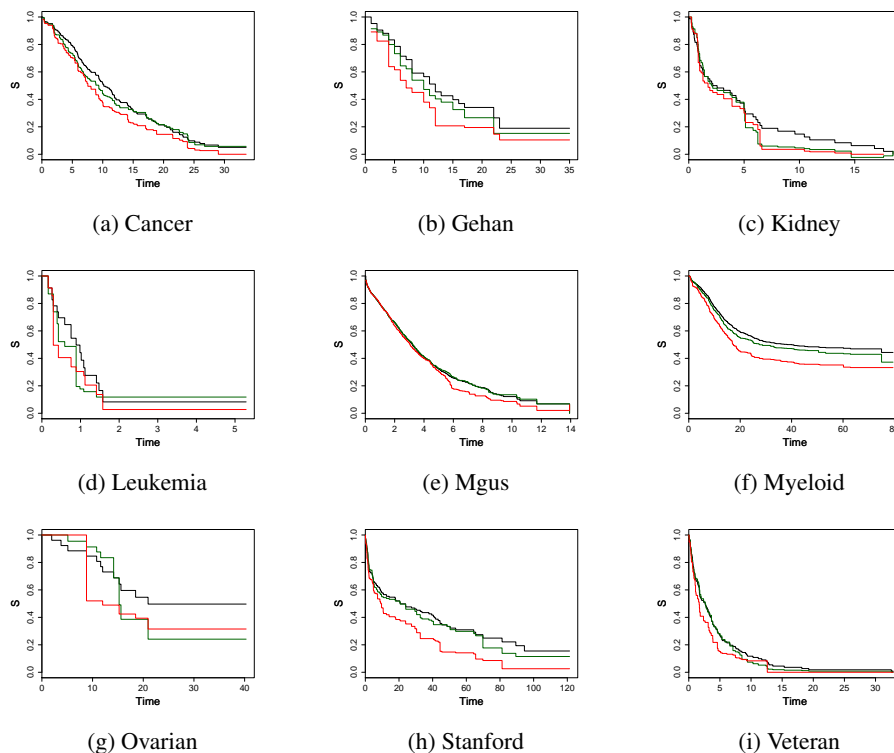 S
1.0
0.8
0.6
0.4
0.2
0.0
0 5 10 15 20 25 30
Time
(a) Cancer
S
1.0
0.8
0.6
0.4
0.2
0.0
0 5 10 15 20 25 30 35
Time
(b) Gehan
S
1.0
0.8
0.6
0.4
0.2
0.0
0 5 10 15
Time
(c) Kidney
S
1.0
0.8
0.6
0.4
0.2
0.0
0 1 2 3 4 5
Time
(d) Leukemia
S
1.0
0.8
0.6
0.4
0.2
0.0
0 2 4 6 8 10 12 14
Time
(e) Mgus
S
1.0
0.8
0.6
0.4
0.2
0.0
0 20 40 60
Time
(f) Myeloid
S
1.0
0.8
0.6
0.4
0.2
0.0
0 10 20 30 40
Time
(g) Ovarian
S
1.0
0.8
0.6
0.4
0.2
0.0
0 20 40 60 80 100 120
Time
(h) Stanford
S
1.0
0.8
0.6
0.4
0.2
0.0
0 5 10 15 20 25 30
Time
(i) Veteran